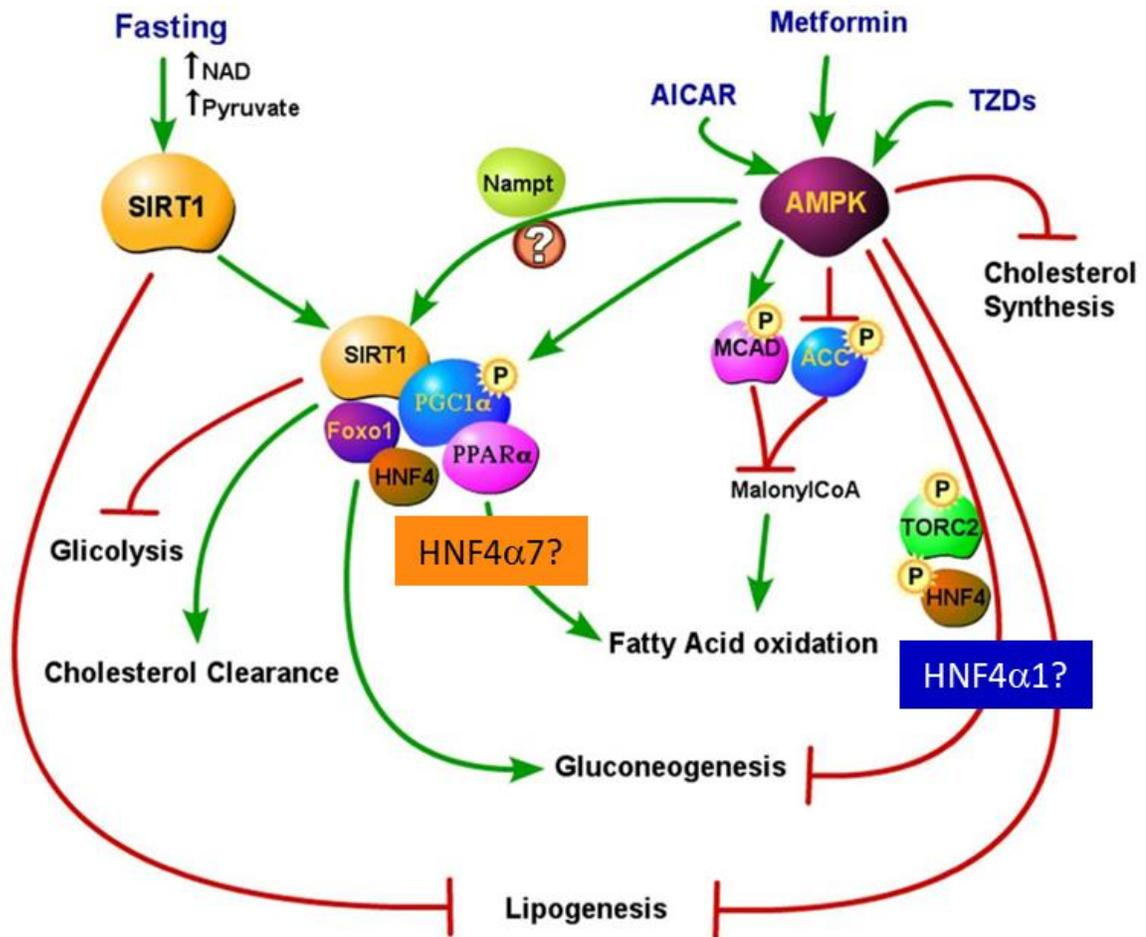 Fasting
↑NAD
↑Pyruvate
Metformin
AICAR
TZDs
SIRT1
Nampt
?
AMPK
Cholesterol
Synthesis
SIRT1
P
PGC1α
Foxo1
HNF4
PPARα
P
MCAD
P
ACC
MalonylCoA
P
TORC2
P
HNF4
Glicolysis
HNF4α7?
Cholesterol Clearance
Fatty Acid oxidation
HNF4α1?
Gluconeogenesis
Lipogenesis